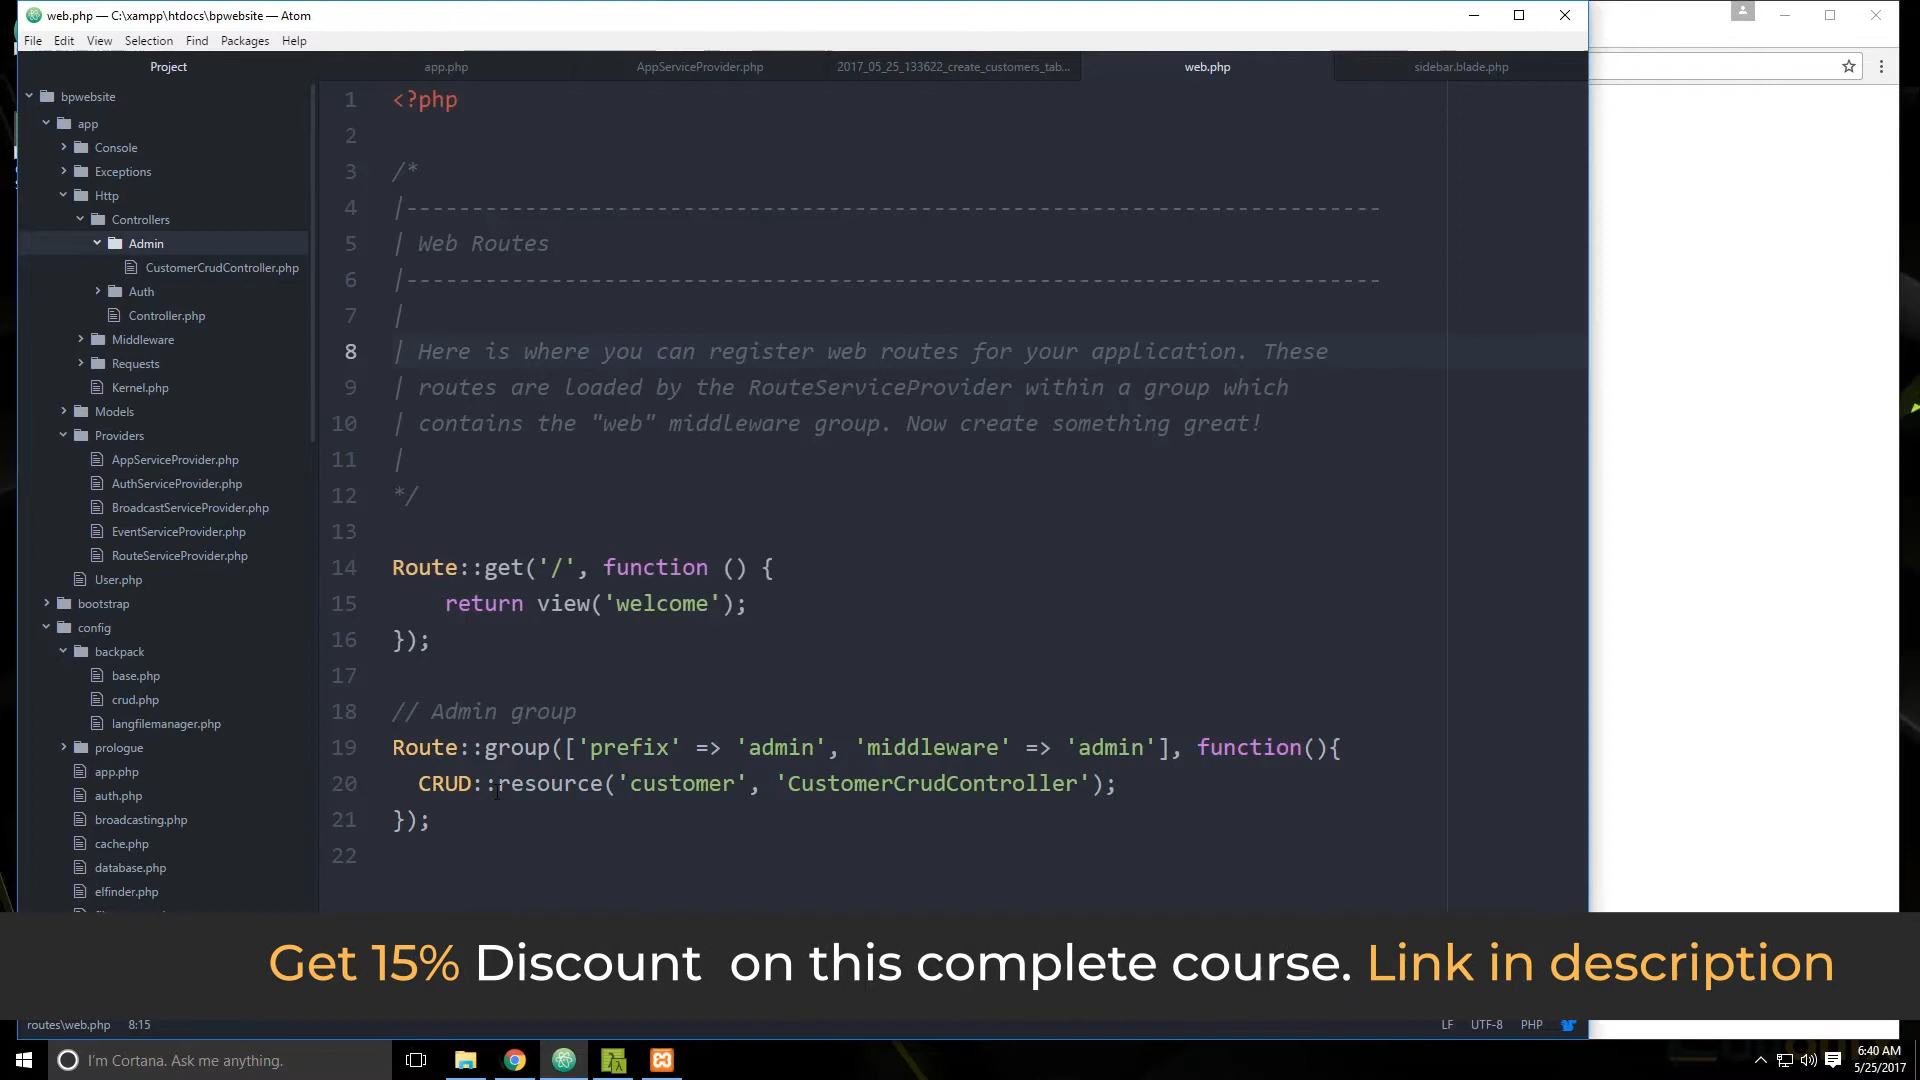 web.php — C:\xampp\htdocs\bpwebsite — Atom
File Edit View Selection Find Packages Help
Project
app.php
AppServiceProvider.php
2017_05_25_133622_create_customers_tab...
web.php
sidebar.blade.php
bpwebsite
app
Console
Exceptions
Http
Controllers
Admin
CustomerCrudController.php
Auth
Controller.php
Middleware
Requests
Kernel.php
Models
Providers
AppServiceProvider.php
AuthServiceProvider.php
BroadcastServiceProvider.php
EventServiceProvider.php
RouteServiceProvider.php
User.php
bootstrap
config
backpack
base.php
crud.php
langfilemanager.php
prologue
app.php
auth.php
broadcasting.php
cache.php
database.php
elfinder.php
1 <?php
2
3 /*
4 |--------------------------------------------------------------------------
5 | Web Routes
6 |--------------------------------------------------------------------------
7 |
8 | Here is where you can register web routes for your application. These
9 | routes are loaded by the RouteServiceProvider within a group which
10 | contains the "web" middleware group. Now create something great!
11 |
12 */
13
14 Route::get('/', function () {
15     return view('welcome');
16 });
17
18 // Admin group
19 Route::group(['prefix' => 'admin', 'middleware' => 'admin'], function(){
20   CRUD::resource('customer', 'CustomerCrudController');
21 });
22
Get 15% Discount on this complete course. Link in description
routes\web.php 8:15
LF UTF-8 PHP
I'm Cortana. Ask me anything.
6:40 AM
5/25/2017